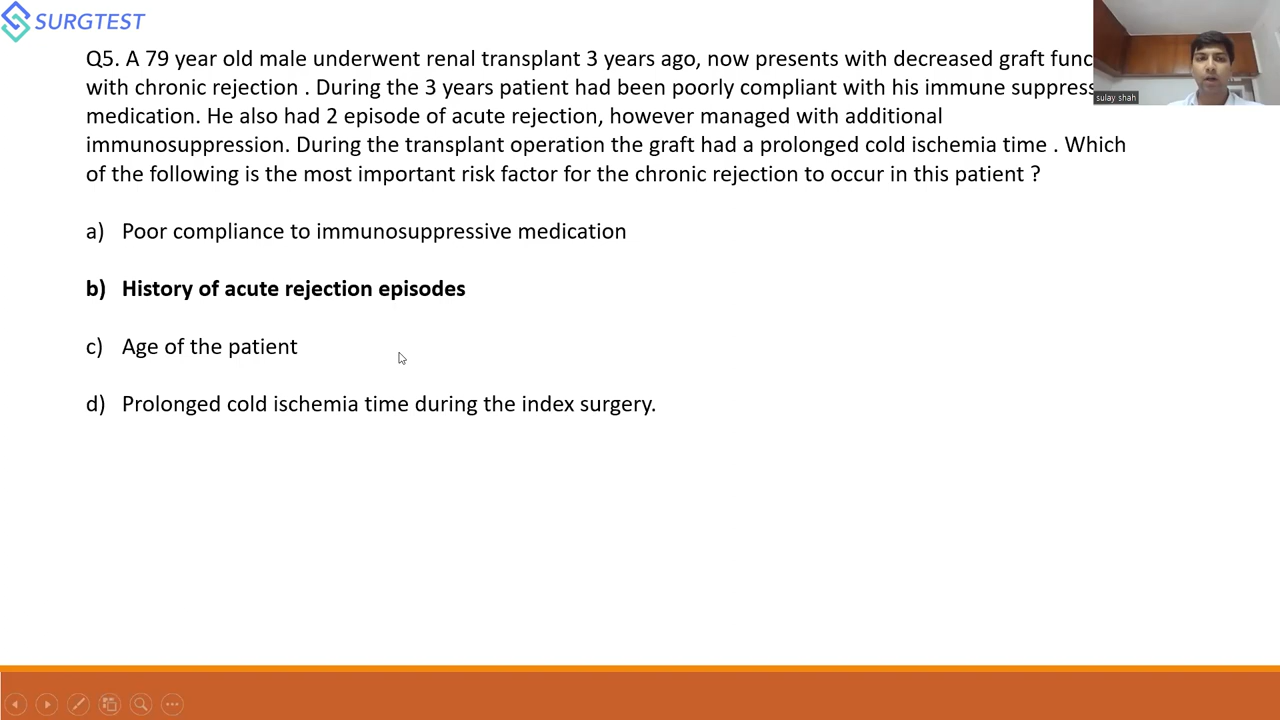 SURGTEST
Q5. A 79 year old male underwent renal transplant 3 years ago, now presents with decreased graft func
with chronic rejection . During the 3 years patient had been poorly compliant with his immune suppress
medication. He also had 2 episode of acute rejection, however managed with additional
immunosuppression. During the transplant operation the graft had a prolonged cold ischemia time . Which
of the following is the most important risk factor for the chronic rejection to occur in this patient ?
sulay shah
a) Poor compliance to immunosuppressive medication
b) History of acute rejection episodes
c) Age of the patient
d) Prolonged cold ischemia time during the index surgery.